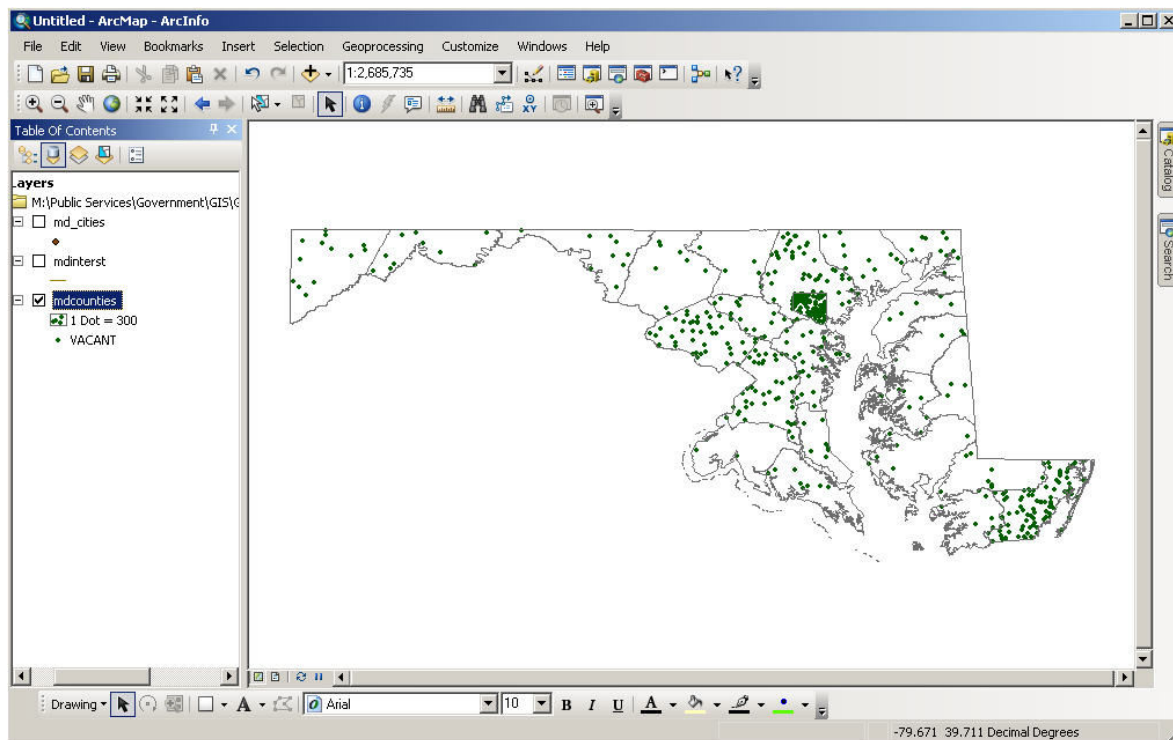 Untitled - ArcMap - ArcInfo
File Edit View Bookmarks Insert Selection Geoprocessing Customize Windows Help
1:2,685,735
XY
Table Of Contents
Layers
M:\Public Services\Government\GIS\G
md_cities
mdinterst
mdcounties
1 Dot = 300
VACANT
Catalog
Search
Drawing A Arial 10 B I U A
-79.671 39.711 Decimal Degrees